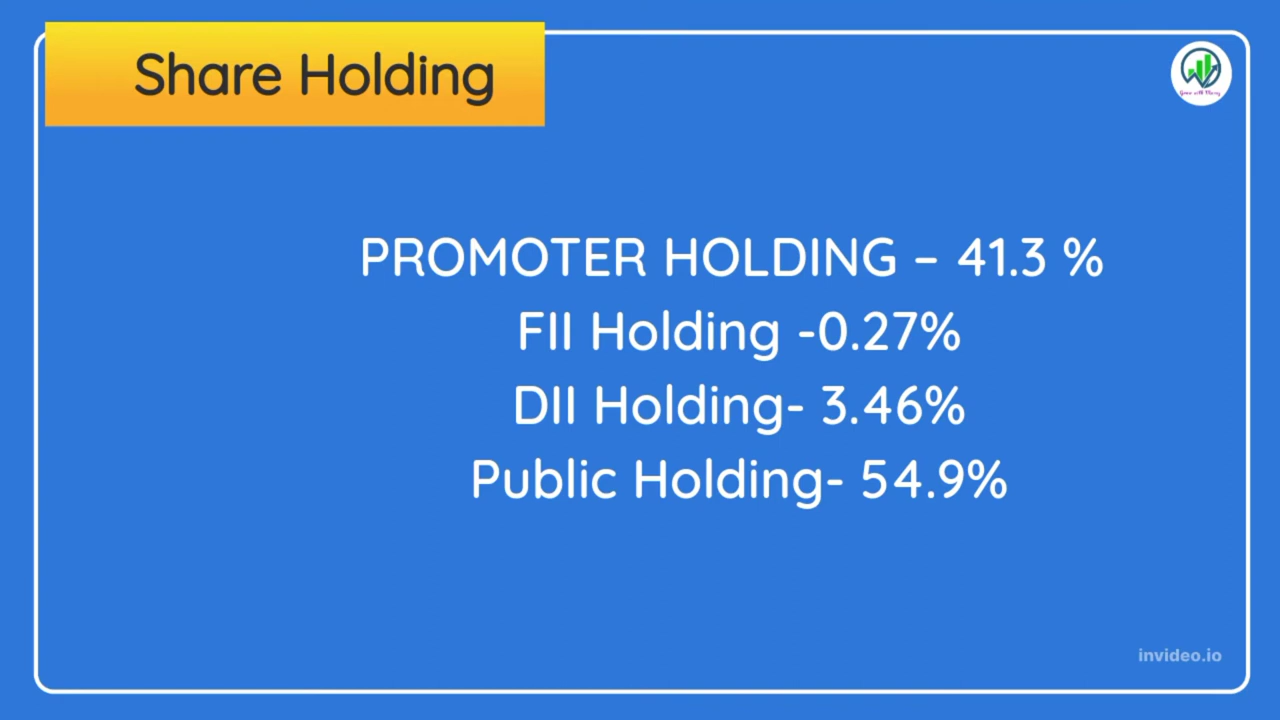 Share Holding
PROMOTER HOLDING – 41.3 %
FII Holding -0.27%
DII Holding- 3.46%
Public Holding- 54.9%
invideo.io